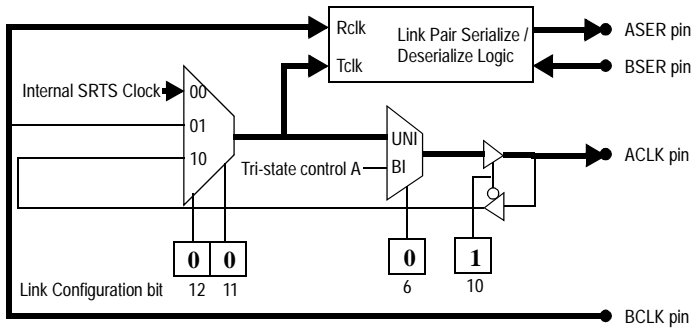 Rclk
Link Pair Serialize /
Deserialize Logic
Tclk
ASER pin
BSER pin
Internal SRTS Clock
00
01
10
UNI
BI
Tri-state control A
ACLK pin
0 0 0 1
Link Configuration bit 12 11 6 10
BCLK pin